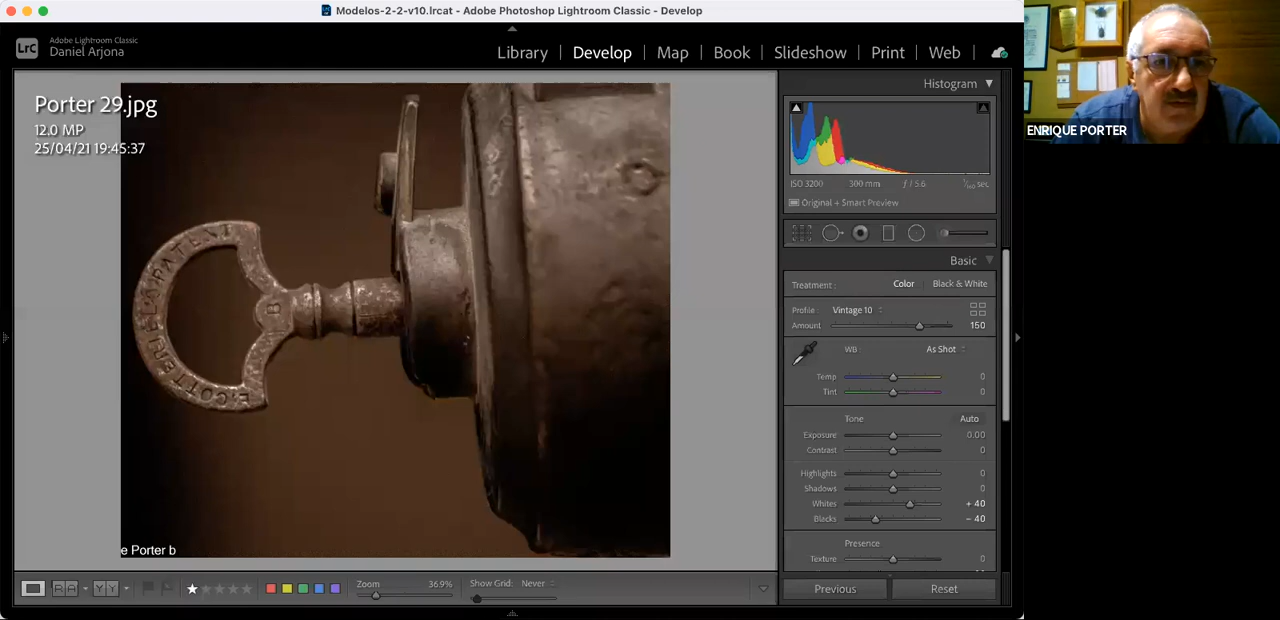 Modelos-2-2-v10.lrcat - Adobe Photoshop Lightroom Classic - Develop
LrC
Adobe Lightroom Classic
Daniel Arjona
Library | Develop | Map | Book | Slideshow | Print | Web
Porter 29.jpg
12.0 MP
25/04/21 19:45:37
PATENT
B
e Porter b
Histogram
ISO 3200 300 mm ƒ / 5.6
Original + Smart Preview
Basic
Treatment : Color | Black & White
Profile : Vintage 10
Amount 150
WB : As Shot
Temp 0
Tint 0
Tone Auto
Exposure 0.00
Contrast 0
Highlights 0
Shadows 0
Whites + 40
Blacks - 40
Presence
Texture 0
Previous Reset
R A Y Y Zoom 36.9% Show Grid: Never
ENRIQUE PORTER